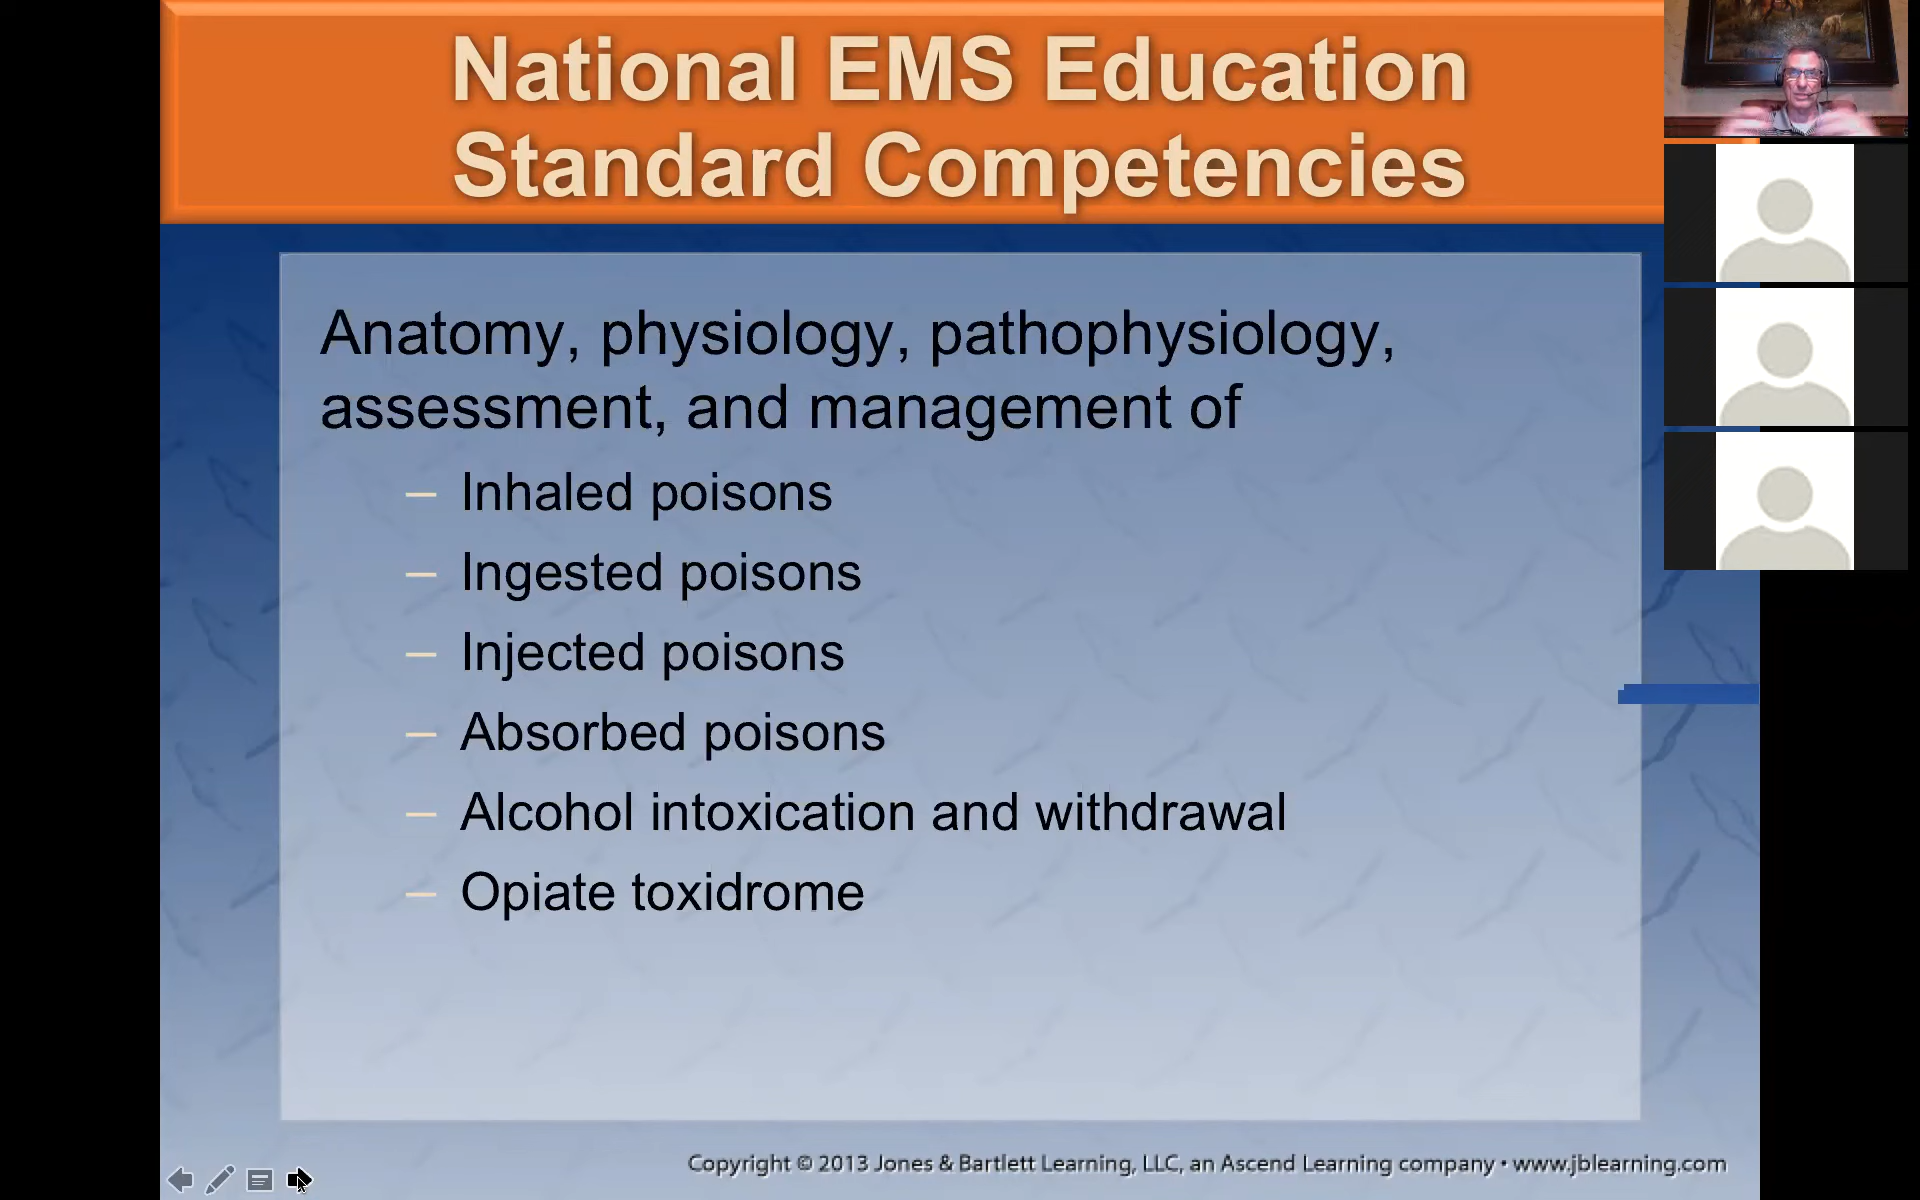 National EMS Education
Standard Competencies
Anatomy, physiology, pathophysiology,
assessment, and management of
– Inhaled poisons
– Ingested poisons
– Injected poisons
– Absorbed poisons
– Alcohol intoxication and withdrawal
– Opiate toxidrome
Copyright © 2013 Jones & Bartlett Learning, LLC, an Ascend Learning company • www.jblearning.com